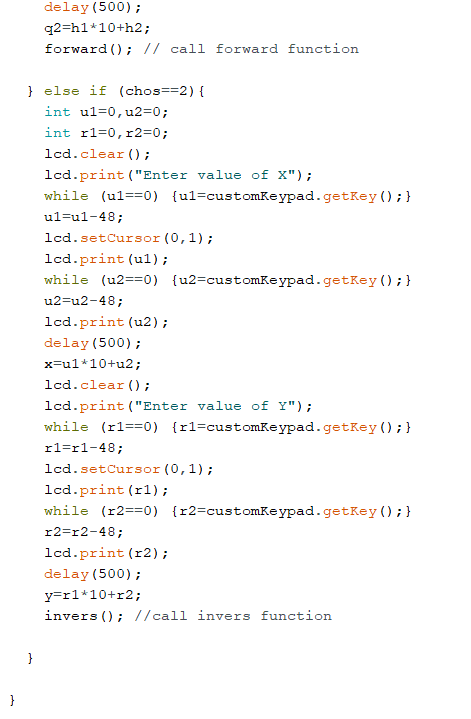 delay(500);
q2=h1*10+h2;
forward(); // call forward function
} else if (chos==2){
int u1=0,u2=0;
int r1=0,r2=0;
lcd.clear();
lcd.print("Enter value of X");
while (u1==0) {u1=customKeypad.getKey();}
u1=u1-48;
lcd.setCursor(0,1);
lcd.print(u1);
while (u2==0) {u2=customKeypad.getKey();}
u2=u2-48;
lcd.print(u2);
delay(500);
x=u1*10+u2;
lcd.clear();
lcd.print("Enter value of Y");
while (r1==0) {r1=customKeypad.getKey();}
r1=r1-48;
lcd.setCursor(0,1);
lcd.print(r1);
while (r2==0) {r2=customKeypad.getKey();}
r2=r2-48;
lcd.print(r2);
delay(500);
y=r1*10+r2;
invers(); //call invers function
}
}